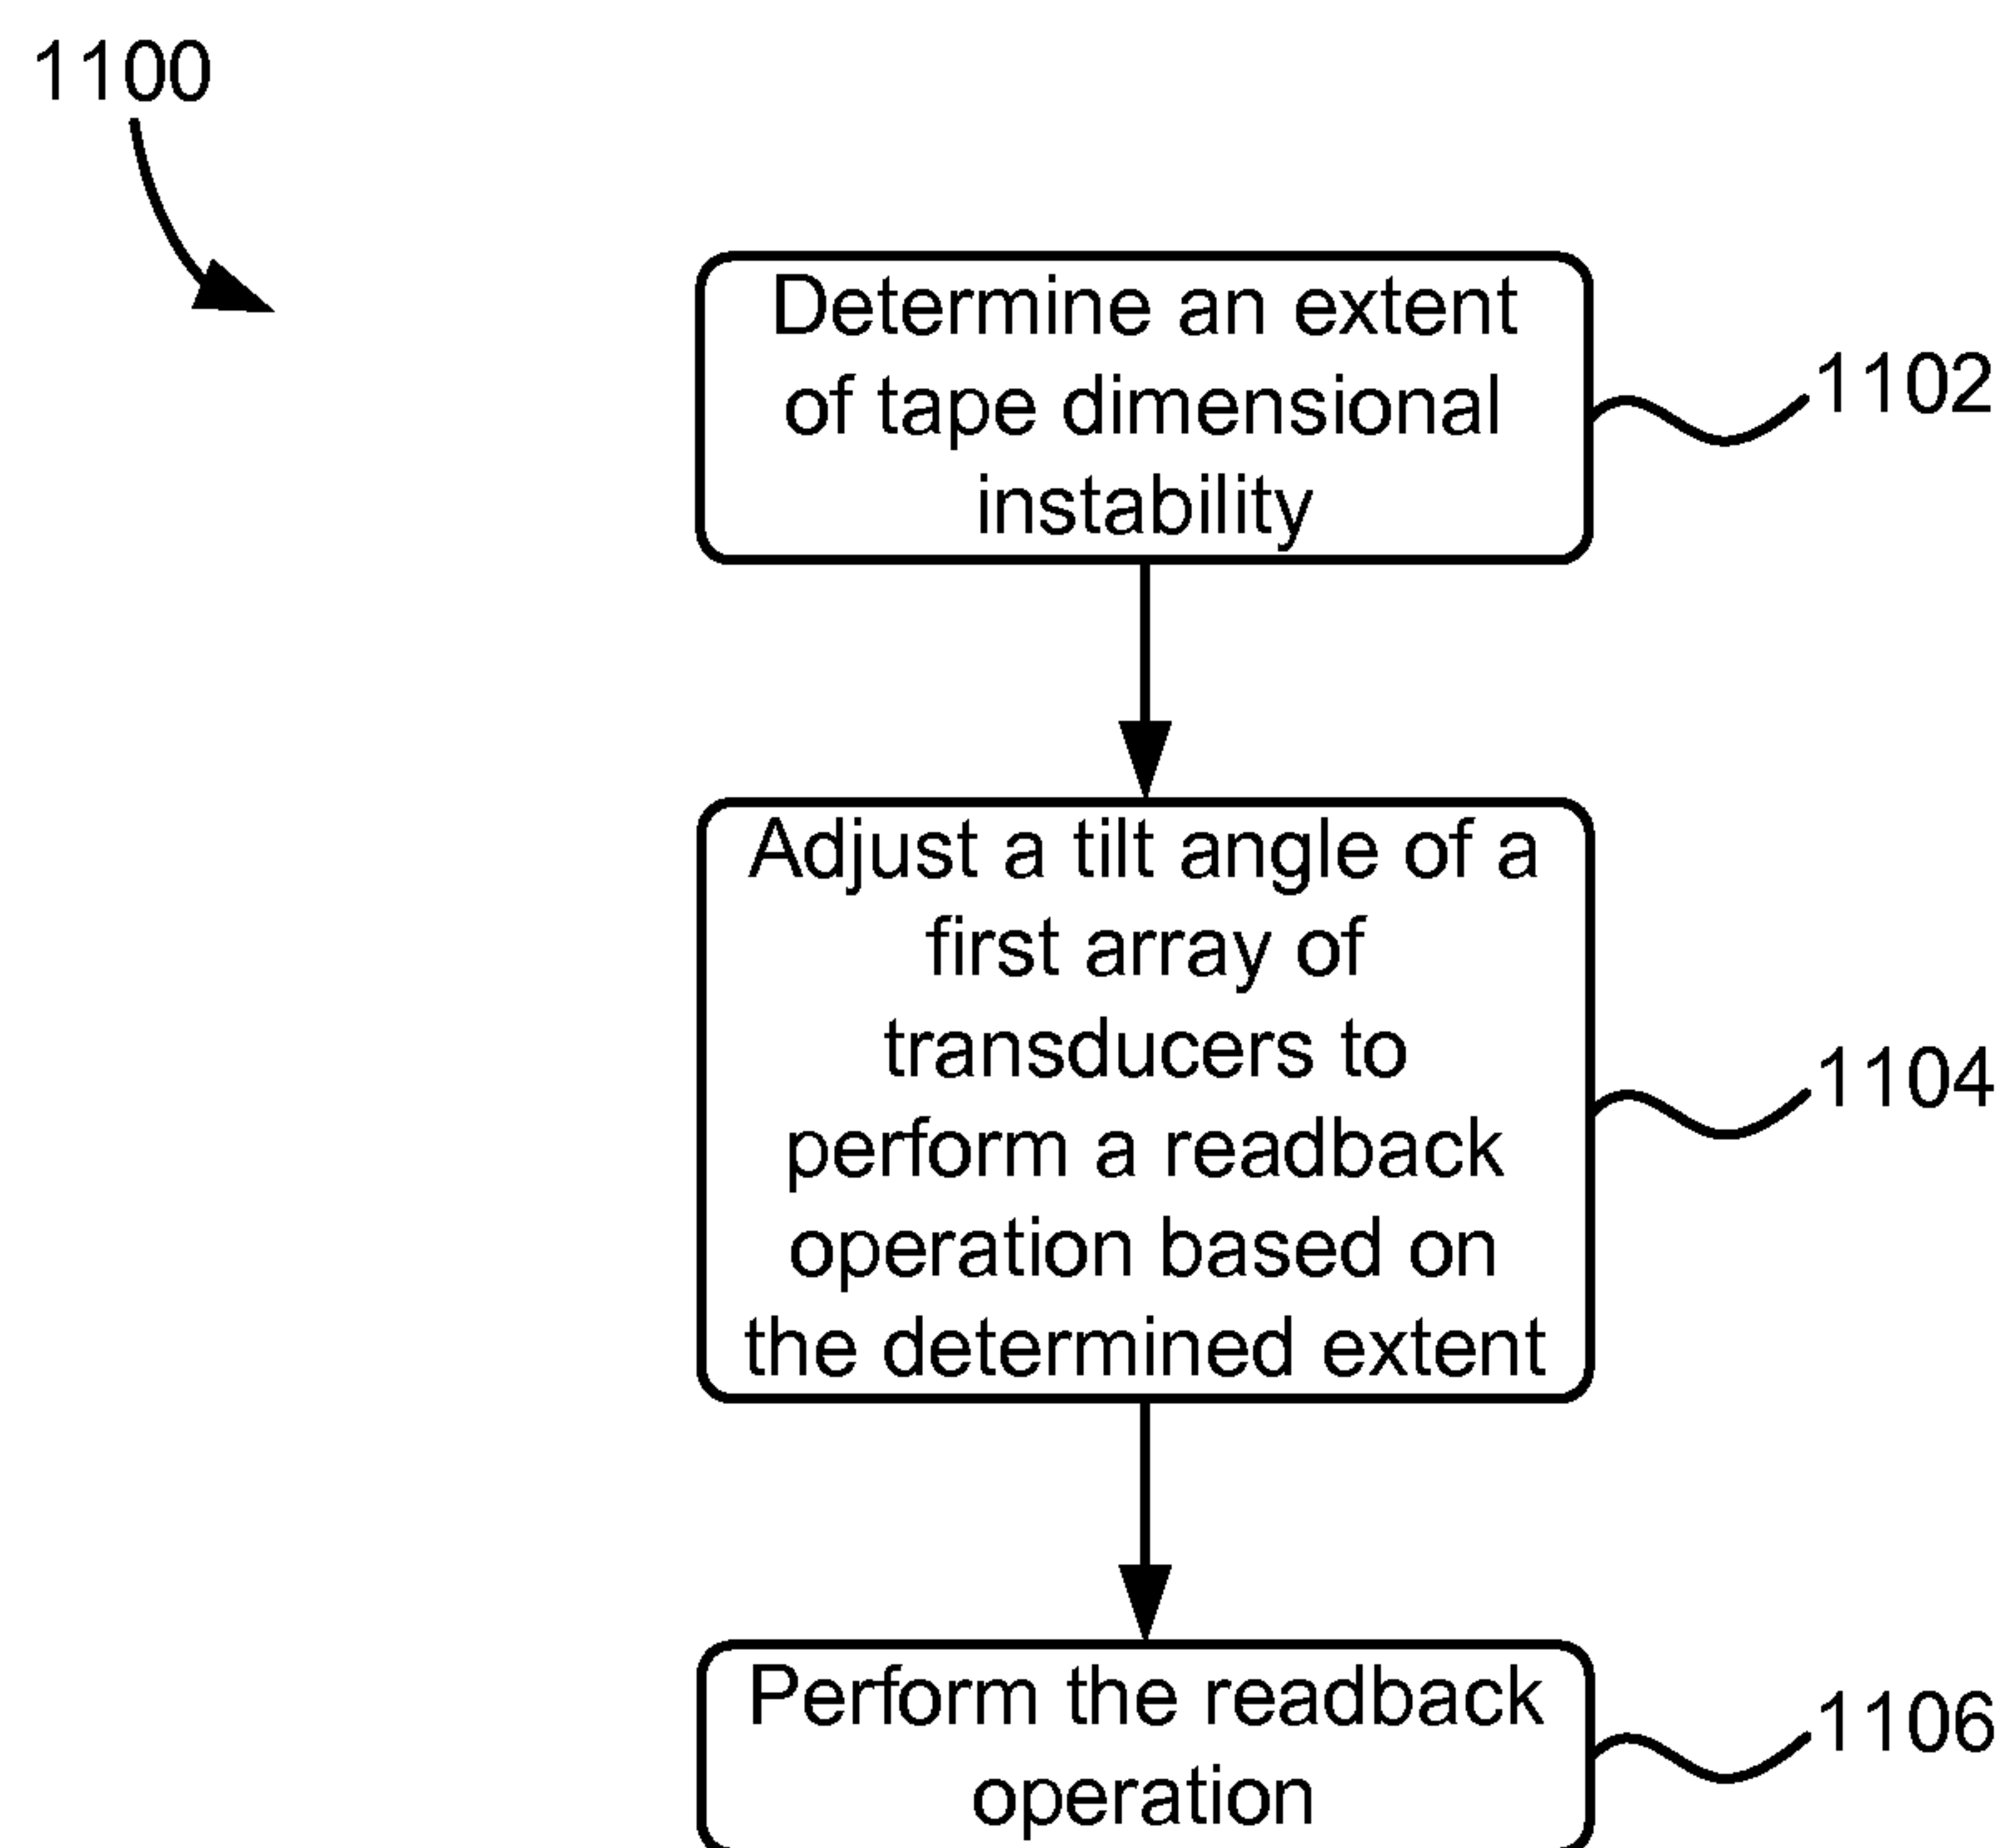 1100
Determine an extent
of tape dimensional
instability
1102
Adjust a tilt angle of a
first array of
transducers to
perform a readback
operation based on
the determined extent
1104
Perform the readback
operation
1106